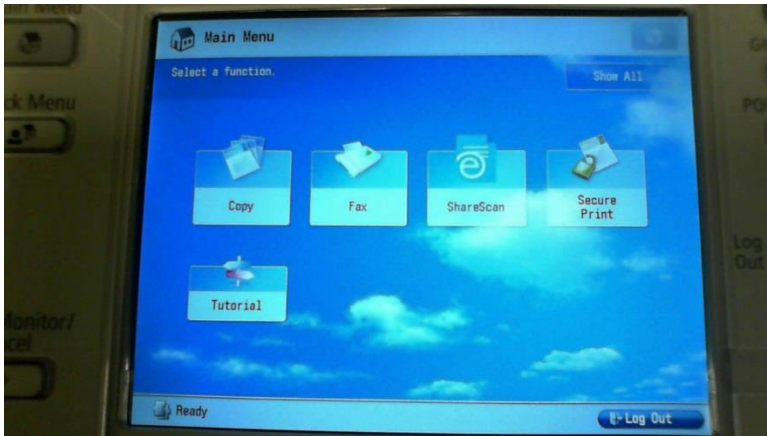 Main Menu
Main Menu
Select a function.
Show All
Menu
Copy
Fax
ShareScan
Secure
Print
Tutorial
Log
Out
Monitor/
Ready
Log Out